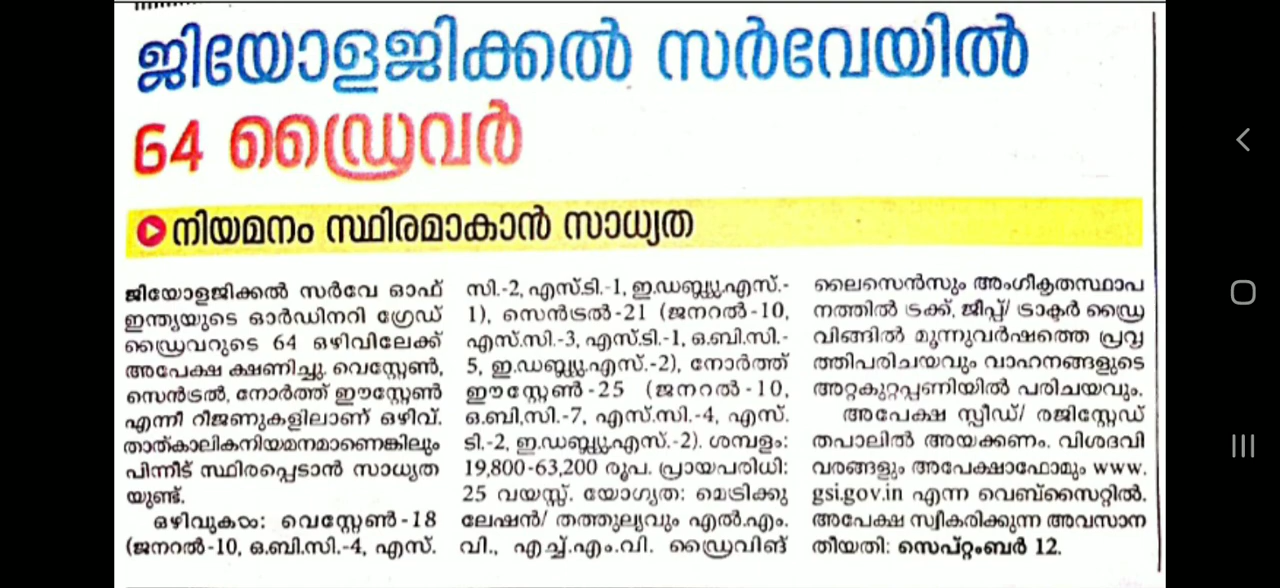 ജിയോളജിക്കൽ സർവേയിൽ
64 ഡ്രൈവർ
നിയമനം സ്ഥിരമാകാൻ സാധ്യത
ജിയോളജിക്കൽ സർവേ ഓഫ്
ഇന്ത്യയുടെ ഓർഡിനറി ഗ്രേഡ്
ഡ്രൈവറുടെ 64 ഒഴിവിലേക്ക്
അപേക്ഷ ക്ഷണിച്ചു. വെസ്റ്റേൺ,
സെൻട്രൽ, നോർത്ത് ഈസ്റ്റേൺ
എന്നീ റീജണുകളിലാണ് ഒഴിവ്.
താത്കാലികനിയമനമാണെങ്കിലും
പിന്നീട് സ്ഥിരപ്പെടാൻ സാധ്യത
യുണ്ട്.
ഒഴിവുകൾ: വെസ്റ്റേൺ-18
(ജനറൽ-10, ഒ.ബി.സി.-4, എസ്.
സി.-2, എസ്.ടി.-1, ഇ.ഡബ്ല്യു.എസ്.-
1), സെൻട്രൽ-21 (ജനറൽ-10,
എസ്.സി.-3, എസ്.ടി.-1, ഒ.ബി.സി.-
5, ഇ.ഡബ്ല്യു.എസ്.-2), നോർത്ത്
ഈസ്റ്റേൺ-25 (ജനറൽ-10,
ഒ.ബി.സി.-7, എസ്.സി.-4, എസ്.
ടി.-2, ഇ.ഡബ്ല്യു.എസ്.-2). ശമ്പളം:
19,800-63,200 രൂപ. പ്രായപരിധി:
25 വയസ്സ്. യോഗ്യത: മെട്രിക്കു
ലേഷൻ/ തത്തുല്യവും എൽ.എം.
വി., എച്ച്.എം.വി. ഡ്രൈവിങ്
ലൈസെൻസും അംഗീകൃതസ്ഥാപ
നത്തിൽ ട്രക്ക്, ജീപ്പ്/ ട്രാക്ടർ ഡ്രൈ
വിങ്ങിൽ മൂന്നുവർഷത്തെ പ്രവൃ
ത്തിപരിചയവും വാഹനങ്ങളുടെ
അറ്റകുറ്റപ്പണിയിൽ പരിചയവും.
അപേക്ഷ സ്പീഡ്/ രജിസ്റ്റേഡ്
തപാലിൽ അയക്കണം. വിശദവി
വരങ്ങളും അപേക്ഷാഫോമും www.
gsi.gov.in എന്ന വെബ്സൈറ്റിൽ.
അപേക്ഷ സ്വീകരിക്കുന്ന അവസാന
തീയതി: സെപ്റ്റംബർ 12.